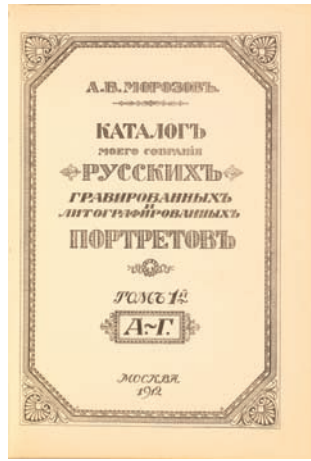 А.В.МОРОЗОВЪ.
КАТАЛОГЪ
МОЕГО СОБРАНІЯ
РУССКИХЪ
ГРАВИРОВАННЫХЪ
И
ЛИТОГРАФИРОВАННЫХЪ
ПОРТРЕТОВЪ
ТОМЪ 1й
А~Г.
МОСКВА
1912